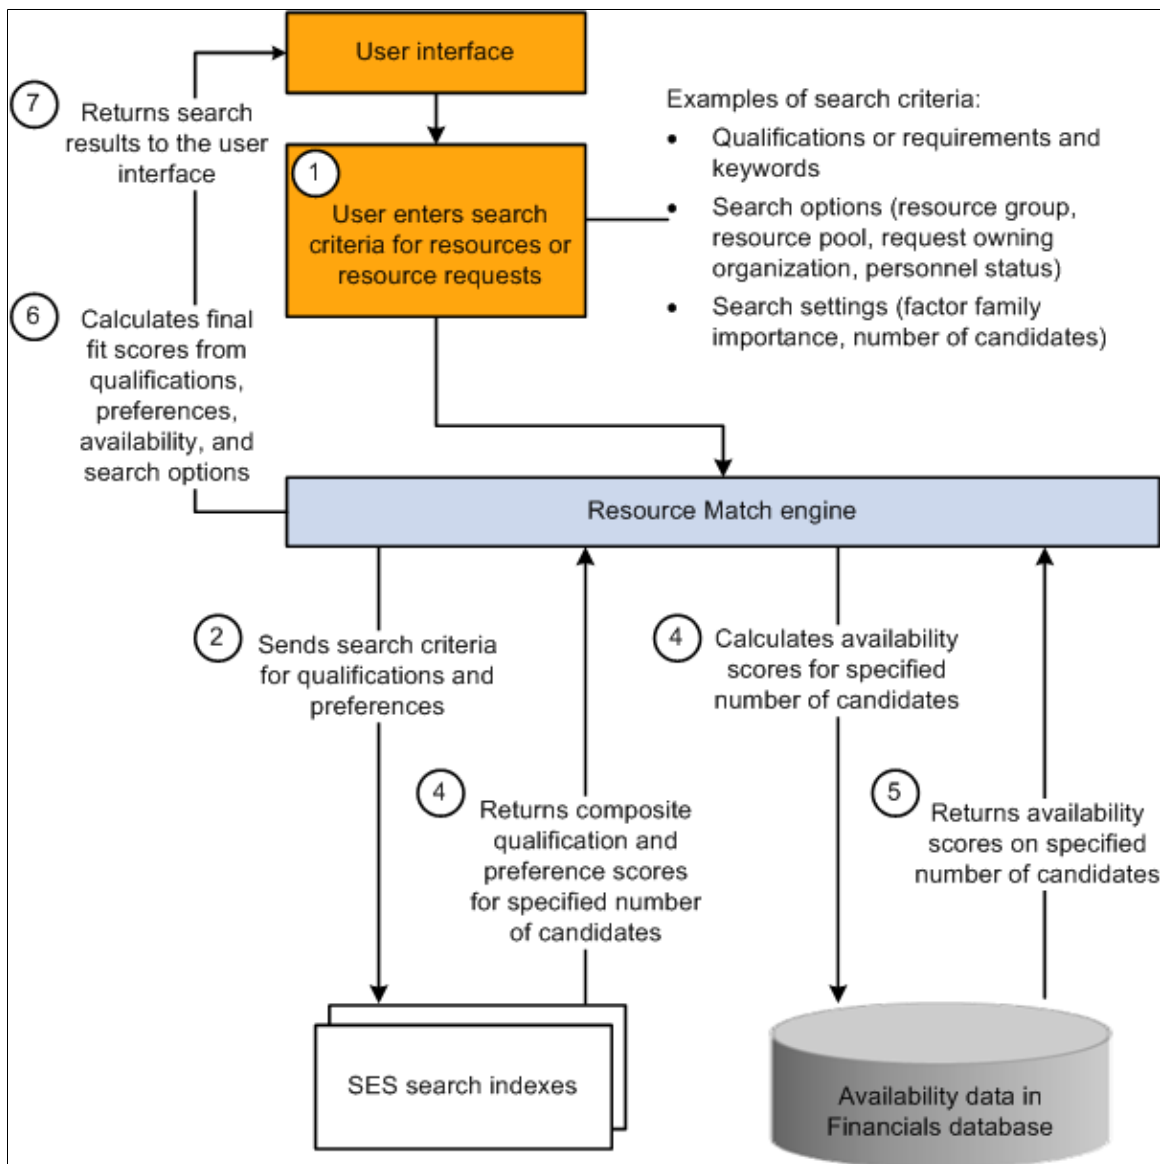 User interface
7
Returns search
results to the user
interface
Examples of search criteria:
• Qualifications or requirements and
keywords
• Search options (resource group,
resource pool, request owning
organization, personnel status)
• Search settings (factor family
importance, number of candidates)
1
User enters search
criteria for resources or
resource requests
6
Calculates final
fit scores from
qualifications,
preferences,
availability, and
search options
Resource Match engine
2
Sends search criteria
for qualifications and
preferences
4
Returns composite
qualification and
preference scores
for specified number
of candidates
4
Calculates availability
scores for specified
number of candidates
5
Returns availability
scores on specified
number of candidates
SES search indexes
Availability data in
Financials database